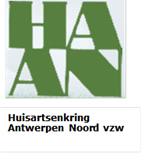 HA
AN
Huisartsenkring
Antwerpen Noord vzw